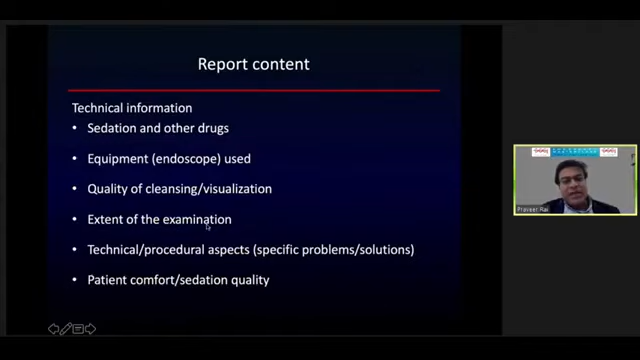 Report content
Technical information
• Sedation and other drugs
• Equipment (endoscope) used
• Quality of cleansing/visualization
• Extent of the examination
• Technical/procedural aspects (specific problems/solutions)
• Patient comfort/sedation quality
Praveer Rai